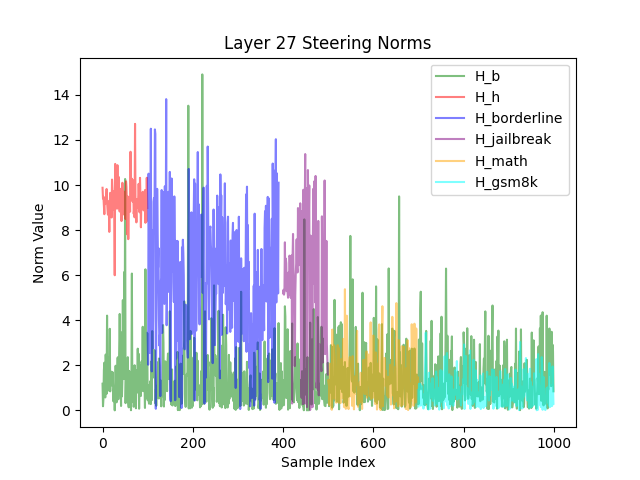 Layer 27 Steering Norms
H_b
H_h
H_borderline
H_jailbreak
H_math
H_gsm8k
Norm Value
14
12
10
8
6
4
2
0
0 200 400 600 800 1000
Sample Index